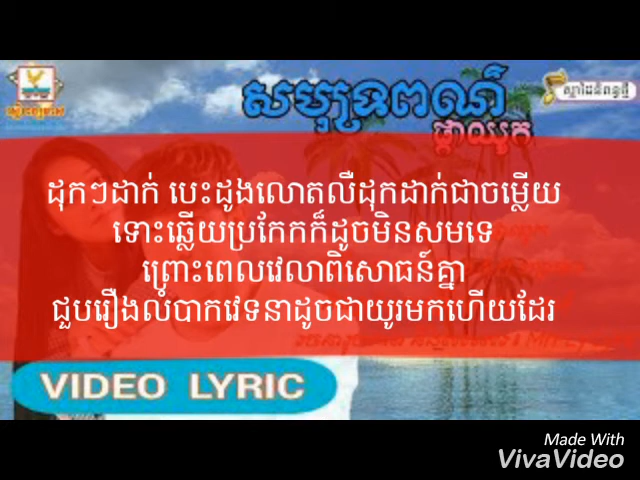 សមុទ្រពណ៌
ផ្កាឈូក
ដុកៗដាក់ បេះដូងលោតលឺដុកដាក់ជាចម្លើយ
ទោះឆ្លើយប្រកែកក៏ដូចមិនសមទេ
ព្រោះពេលវេលាពិសោធន៍គ្នា
ជួបរឿងលំបាកវេទនាដូចជាយូរមកហើយដែរ
VIDEO LYRIC
Made With
VivaVideo